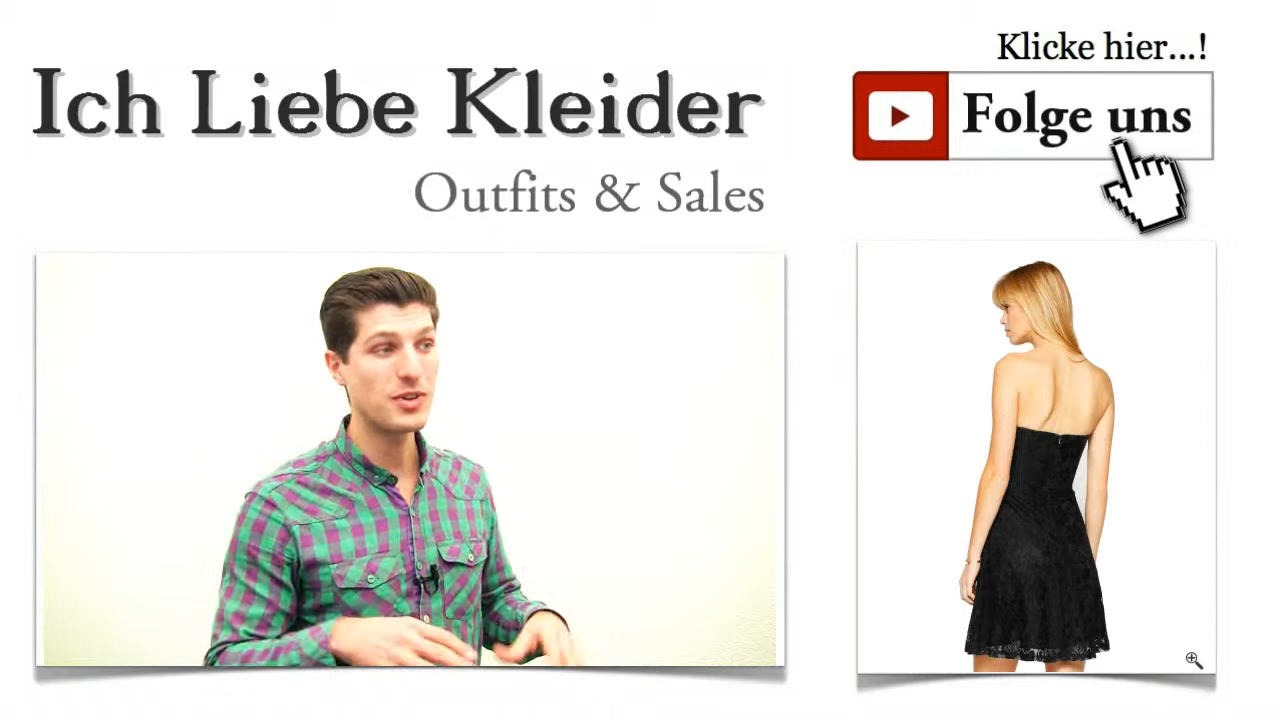 Ich Liebe Kleider
Outfits & Sales
Klicke hier...!
Folge uns